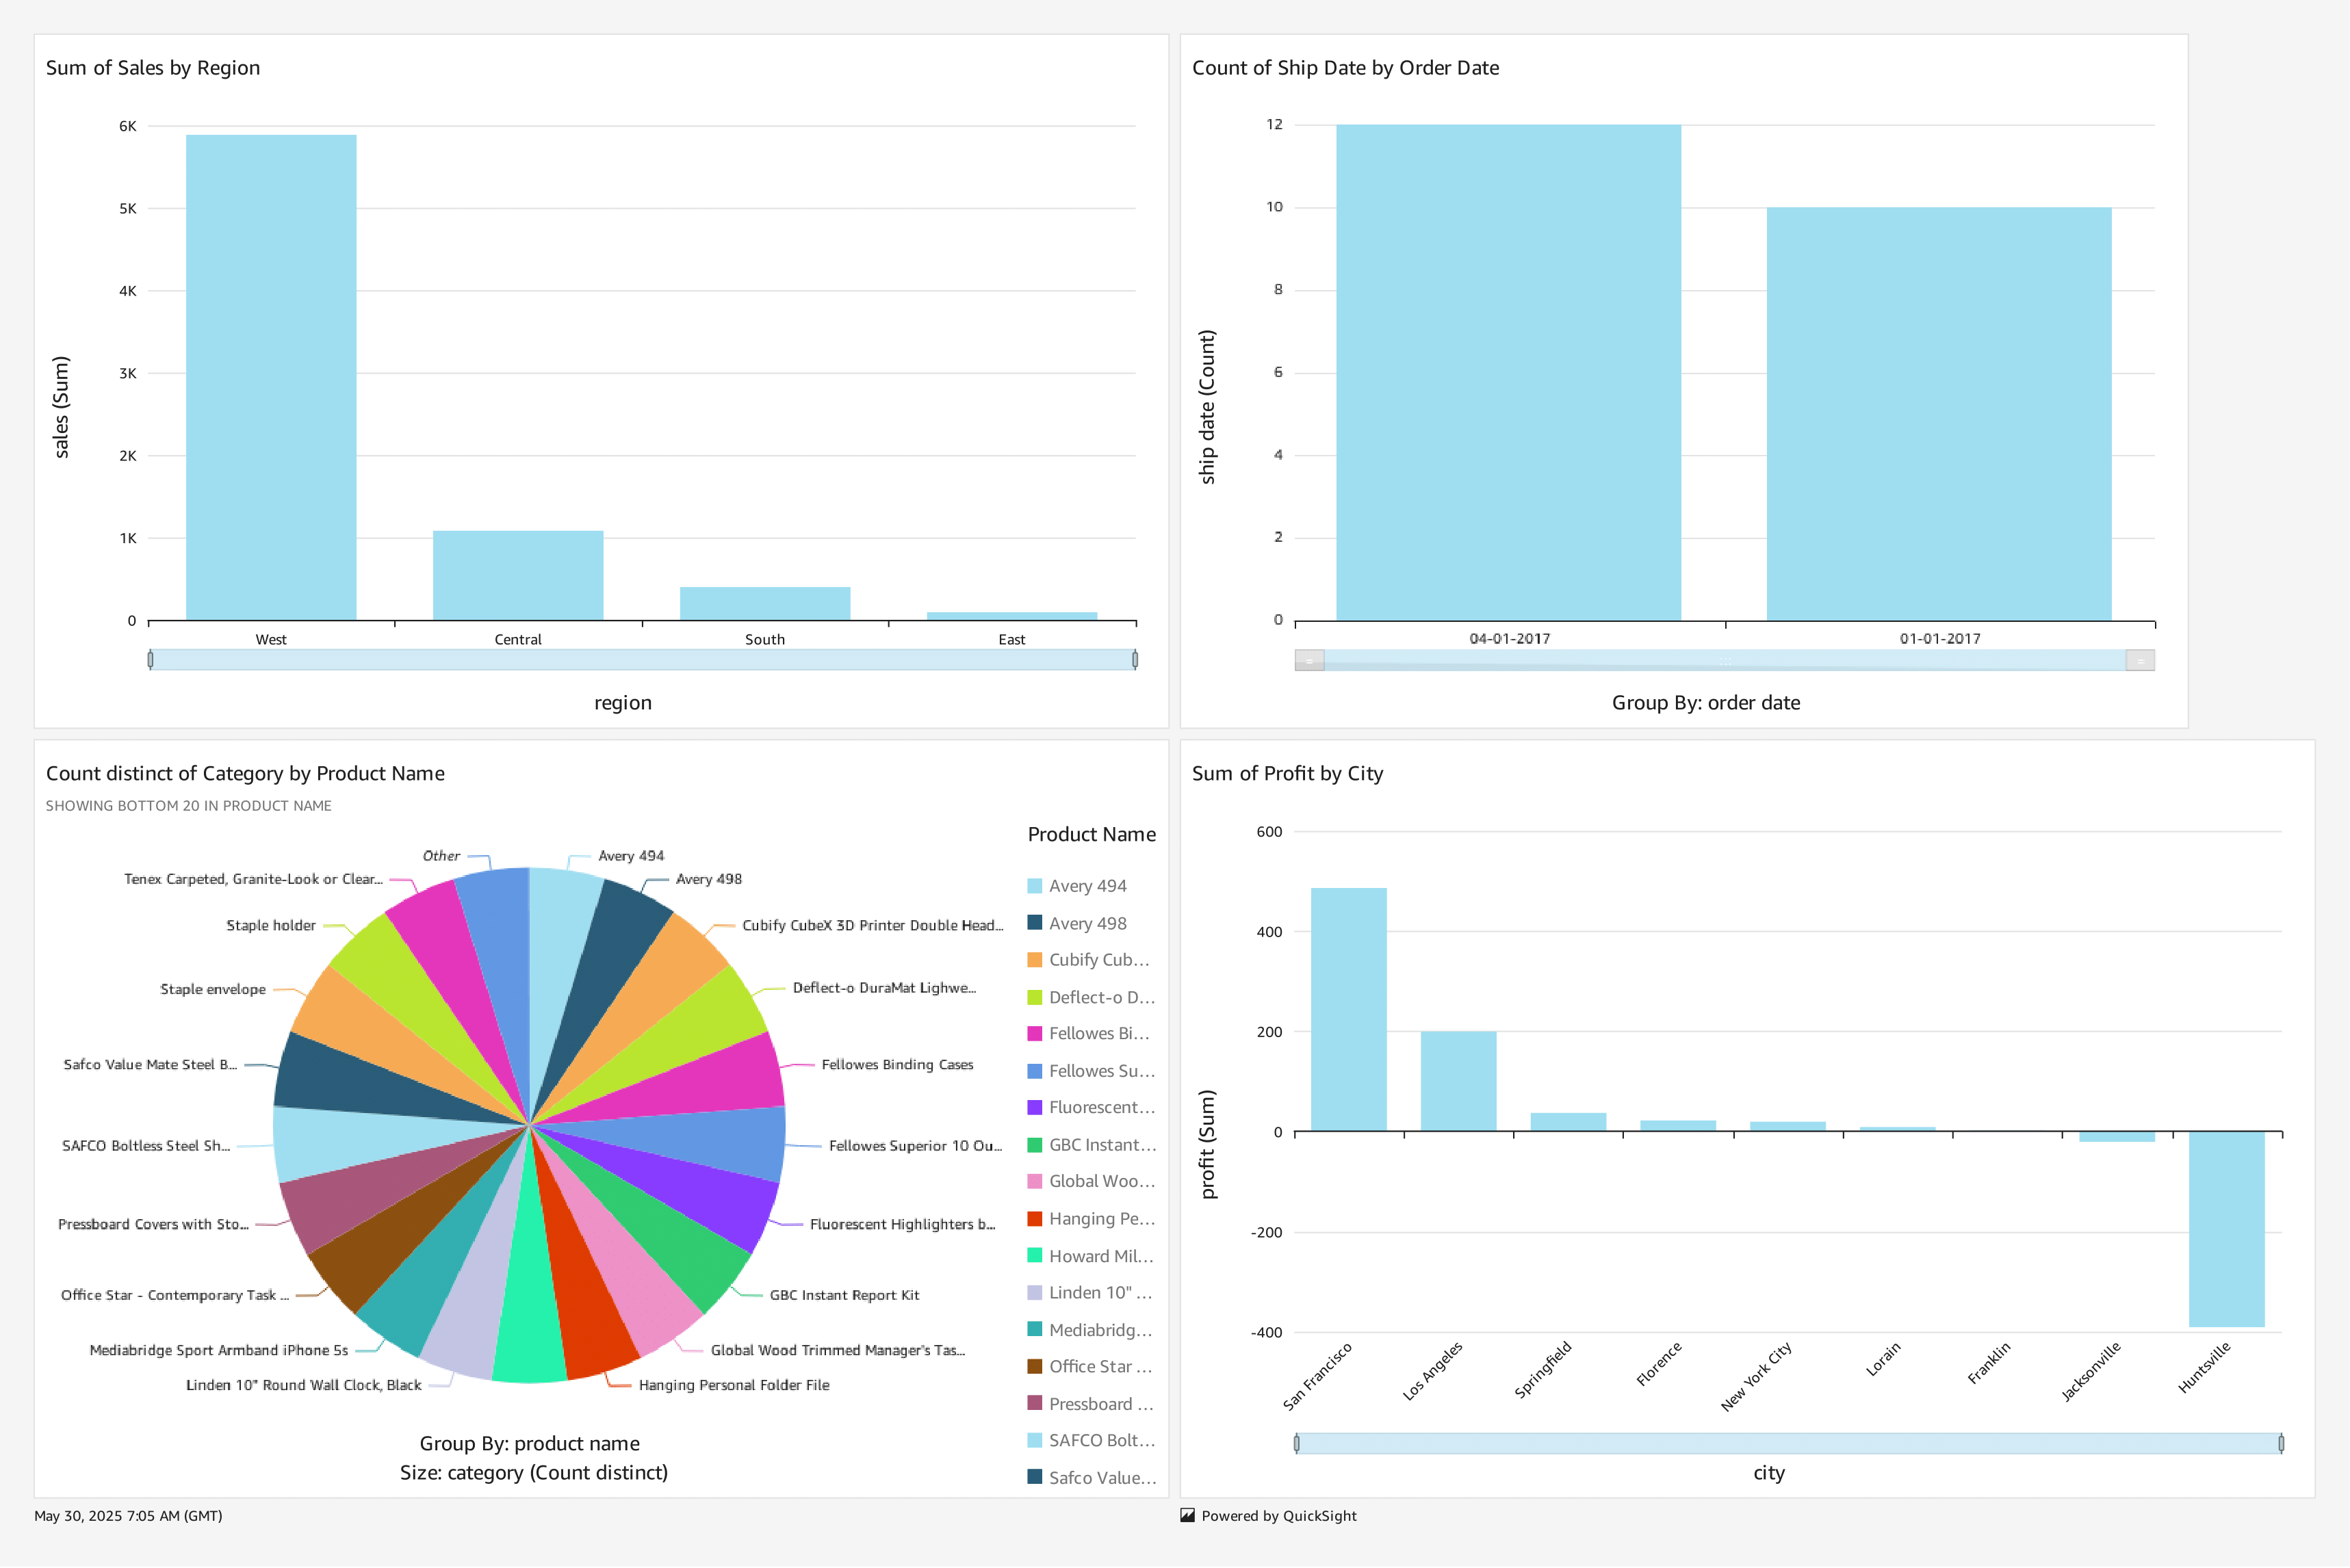 Sum of Sales by Region
6K
5K
4K
3K
2K
1K
0
sales (Sum)
West
Central
South
East
region
Count of Ship Date by Order Date
12
10
8
6
4
2
0
ship date (Count)
04-01-2017
01-01-2017
Group By: order date
Count distinct of Category by Product Name
SHOWING BOTTOM 20 IN PRODUCT NAME
Other
Avery 494
Tenex Carpeted, Granite-Look or Clear...
Avery 498
Staple holder
Cubify CubeX 3D Printer Double Head...
Staple envelope
Deflect-o DuraMat Lighwe...
Safco Value Mate Steel B...
Fellowes Binding Cases
SAFCO Boltless Steel Sh...
Fellowes Superior 10 Ou...
Pressboard Covers with Sto...
Fluorescent Highlighters b...
Office Star - Contemporary Task ...
GBC Instant Report Kit
Mediabridge Sport Armband iPhone 5s
Global Wood Trimmed Manager's Tas...
Linden 10" Round Wall Clock, Black
Hanging Personal Folder File
Group By: product name
Size: category (Count distinct)
Product Name
Avery 494
Avery 498
Cubify Cub...
Deflect-o D...
Fellowes Bi...
Fellowes Su...
Fluorescent...
GBC Instant...
Global Woo...
Hanging Pe...
Howard Mil...
Linden 10" ...
Mediabridg...
Office Star ...
Pressboard ...
SAFCO Bolt...
Safco Value...
Sum of Profit by City
600
400
200
0
-200
-400
profit (Sum)
San Francisco
Los Angeles
Springfield
Florence
New York City
Lorain
Franklin
Jacksonville
Huntsville
city
May 30, 2025 7:05 AM (GMT)
Powered by QuickSight